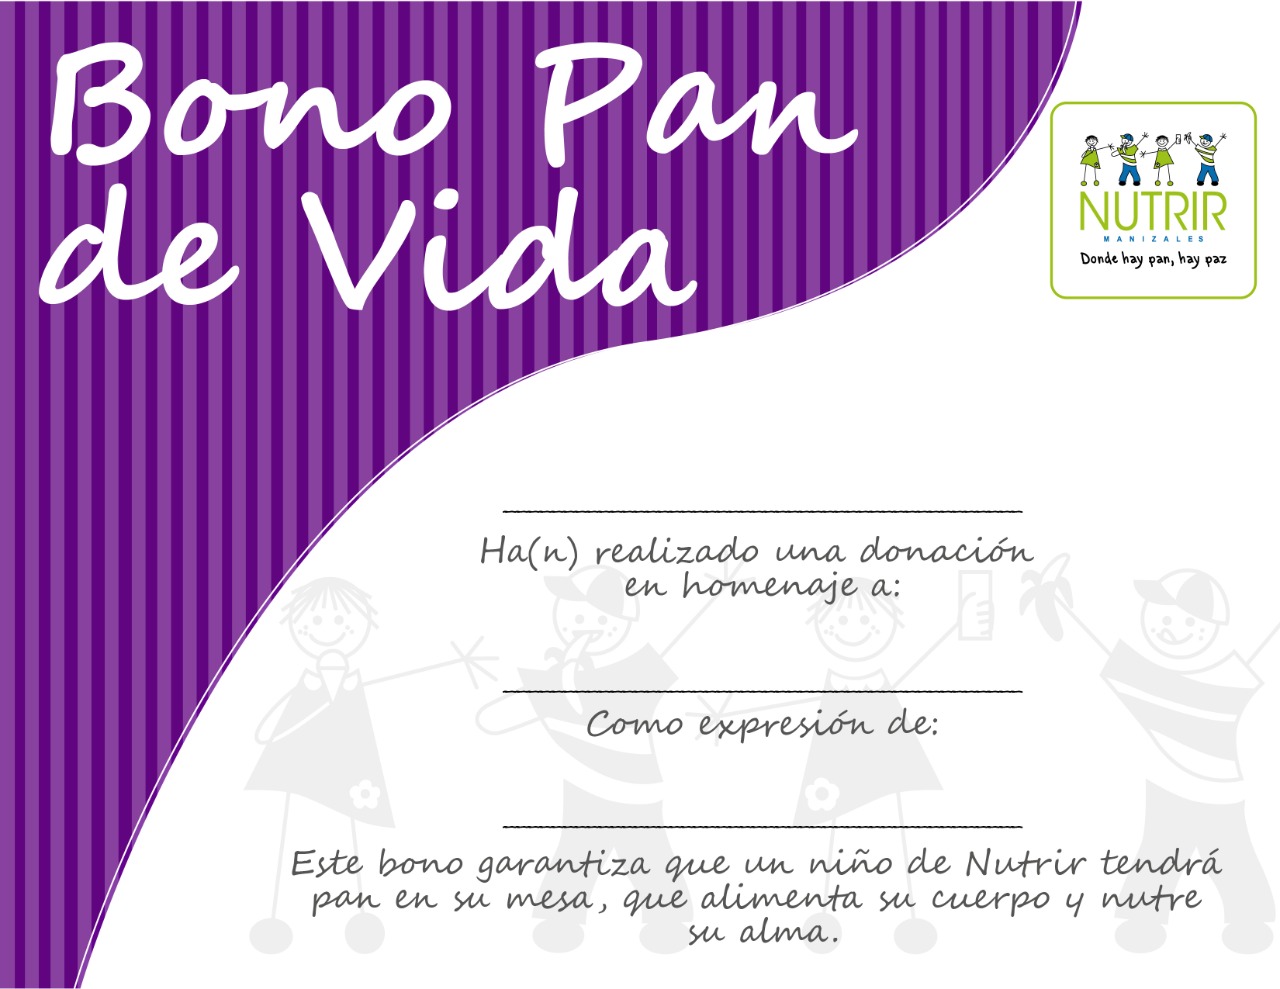 Bono Pan
de Vida
NUTRIR
MANIZALES
Donde hay pan, hay paz
Ha(n) realizado una donación
en homenaje a:
Como expresión de:
Este bono garantiza que un niño de Nutrir tendrá
pan en su mesa, que alimenta su cuerpo y nutre
su alma.